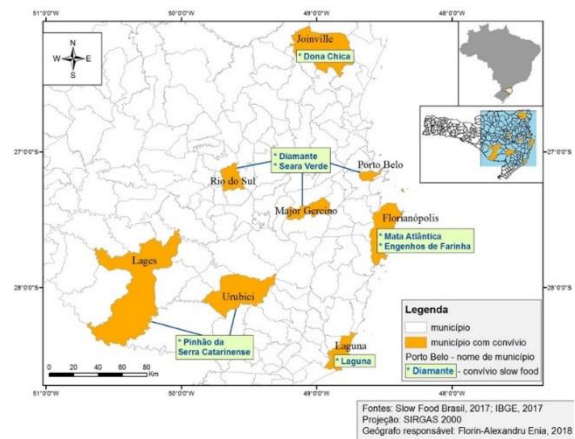 50°0'0"W
49°0'0"W
48°0'0"W
N
W
E
S
Joinville
* Dona Chica
27°0'0"S
27°0'0"S
* Diamante
* Seara Verde
Porto Belo
Rio do Sul
Major Gercino
Florianópolis
* Mata Atlântica
* Engenhos de Farinha
Lages
28°0'0"S
28°0'0"S
Urubici
Legenda
município
município com convívio
Porto Belo - nome de município
* Diamante - convívio slow food
* Pinhão da
Serra Catarinense
Laguna
* Laguna
0
20
40
60
80
Km
51°0'0"W
50°0'0"W
49°0'0"W
48°0'0"W
Fontes: Slow Food Brasil, 2017; IBGE, 2017
Projeção: SIRGAS 2000
Geógrafo responsável: Florin-Alexandru Enia, 2018